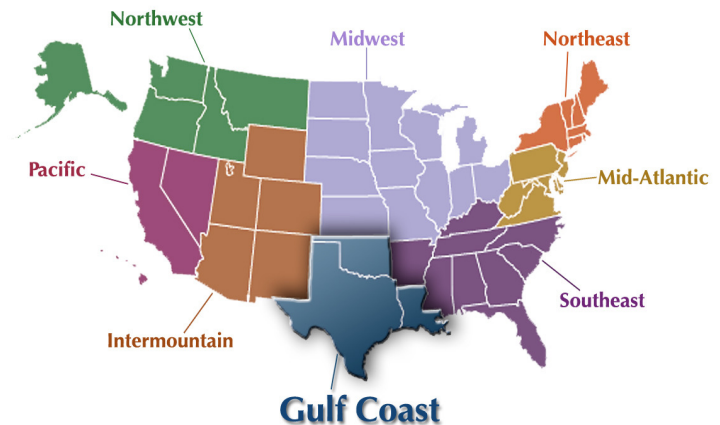 Northwest
Midwest
Northeast
Pacific
Mid-Atlantic
Southeast
Intermountain
Gulf Coast